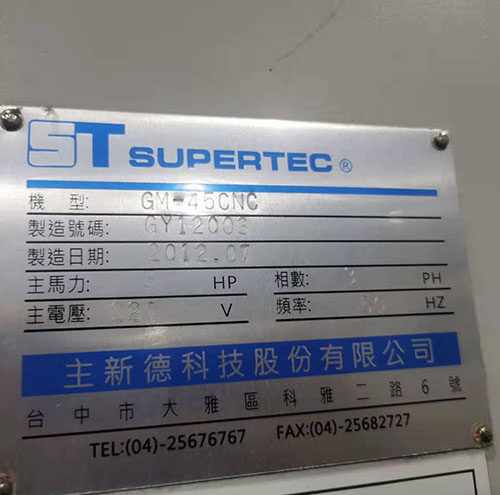 ST SUPERTEC ®
機 型: GM-45CNC
製造號碼: GY12002
製造日期: 2012.07
主馬力: HP 相數: PH
主電壓: 220 V 頻率: HZ
主新德科技股份有限公司
台中市大雅區科雅二路6號
TEL:(04)-25676767 FAX:(04)-25682727